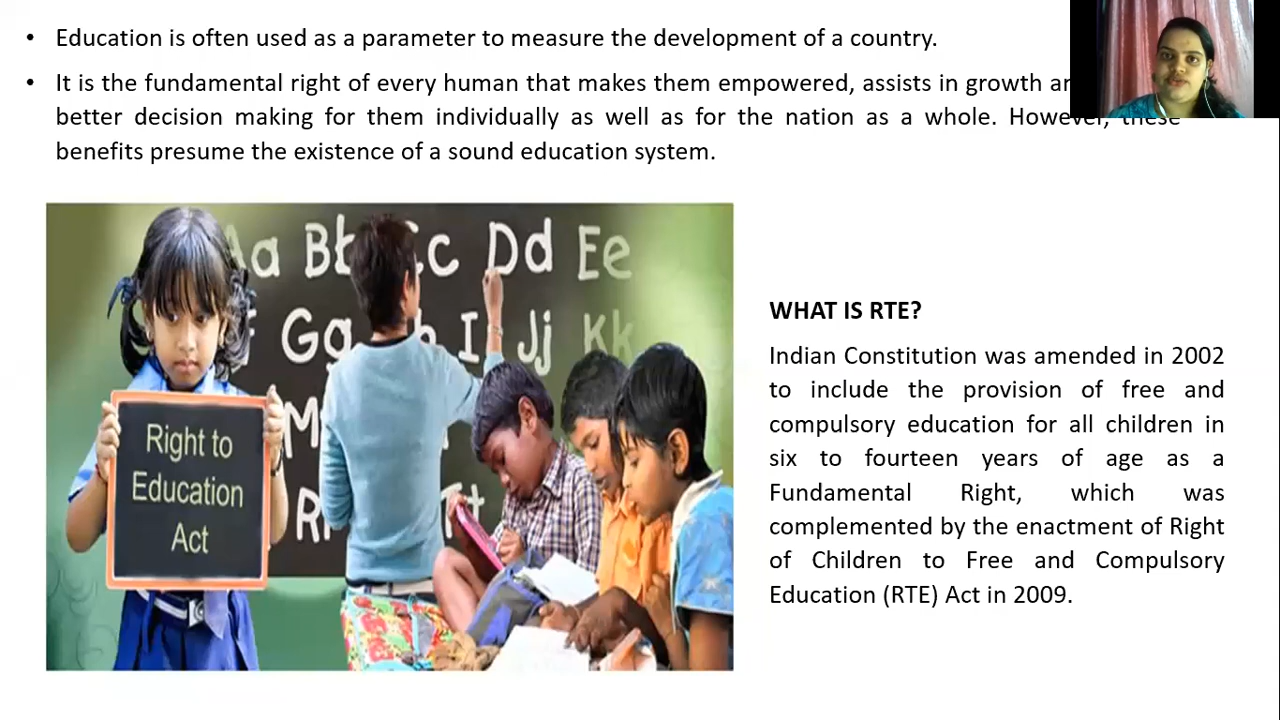 • Education is often used as a parameter to measure the development of a country.
• It is the fundamental right of every human that makes them empowered, assists in growth
better decision making for them individually as well as for the nation as a whole. However, these
benefits presume the existence of a sound education system.
Aa Bb Cc Dd Ee
Gg I Jj Kk
M
R Tt
Right to
Education
Act
WHAT IS RTE?
Indian Constitution was amended in 2002
to include the provision of free and
compulsory education for all children in
six to fourteen years of age as a
Fundamental Right, which was
complemented by the enactment of Right
of Children to Free and Compulsory
Education (RTE) Act in 2009.